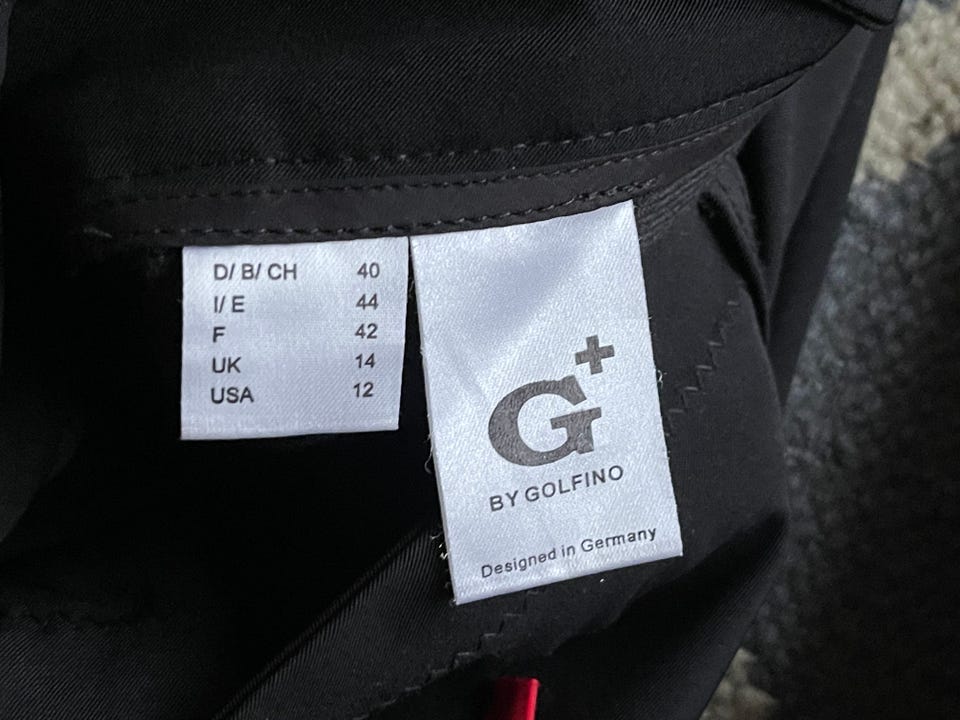 D/ B/ CH 40
I/ E 44
F 42
UK 14
USA 12
G+
BY GOLFINO
Designed in Germany